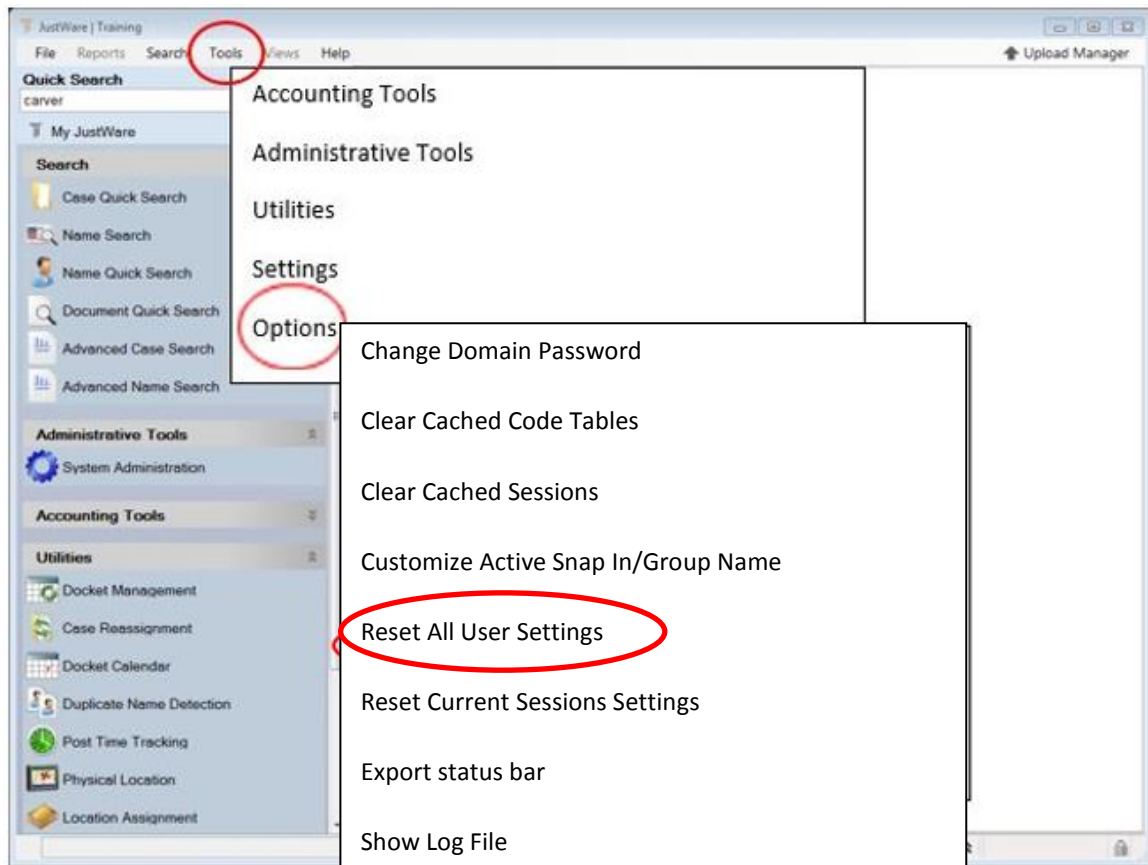 JustWare | Training
File Reports Search Tools Views Help
Upload Manager
Quick Search
carver
My JustWare
Search
Case Quick Search
Name Search
Name Quick Search
Document Quick Search
Advanced Case Search
Advanced Name Search
Administrative Tools
System Administration
Accounting Tools
Utilities
Docket Management
Case Reassignment
Docket Calendar
Duplicate Name Detection
Post Time Tracking
Physical Location
Location Assignment
Accounting Tools
Administrative Tools
Utilities
Settings
Options
Change Domain Password
Clear Cached Code Tables
Clear Cached Sessions
Customize Active Snap In/Group Name
Reset All User Settings
Reset Current Sessions Settings
Export status bar
Show Log File